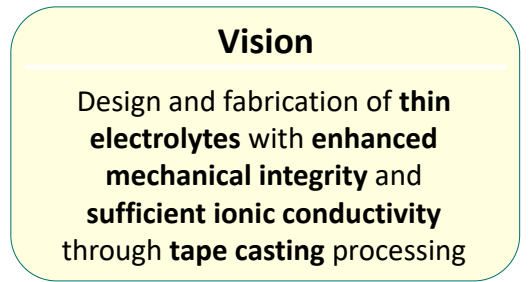 Vision
Design and fabrication of thin
electrolytes with enhanced
mechanical integrity and
sufficient ionic conductivity
through tape casting processing